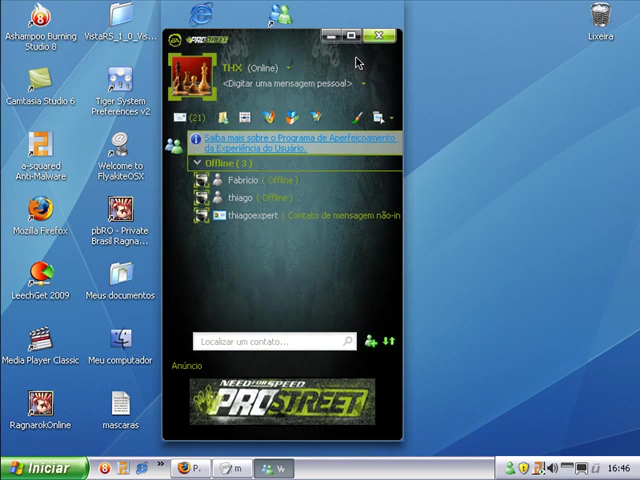 Ashampoo Burning
Studio 8
VistaRS_1_0_Vis...
Lixeira
Camtasia Studio 6
Tiger System
Preferences v2
a-squared
Anti-Malware
Welcome to
FlyakiteOSX
Mozilla Firefox
pbRO - Private
Brasil Ragna...
LeechGet 2009
Meus documentos
Media Player Classic
Meu computador
RagnarokOnline
mascaras
EA PROSTREET
THX (Online)
<Digitar uma mensagem pessoal>
(21)
Saiba mais sobre o Programa de Aperfeicoamento
da Experiência do Usuário.
Offline ( 3 )
Fabricio ( Offline )
thiago ( Offline )
thiagoexpert ( Contato de mensagem não-in
Localizar um contato...
Anúncio
NEED FOR SPEED
PROSTREET
Iniciar
»
P.
m
16:46